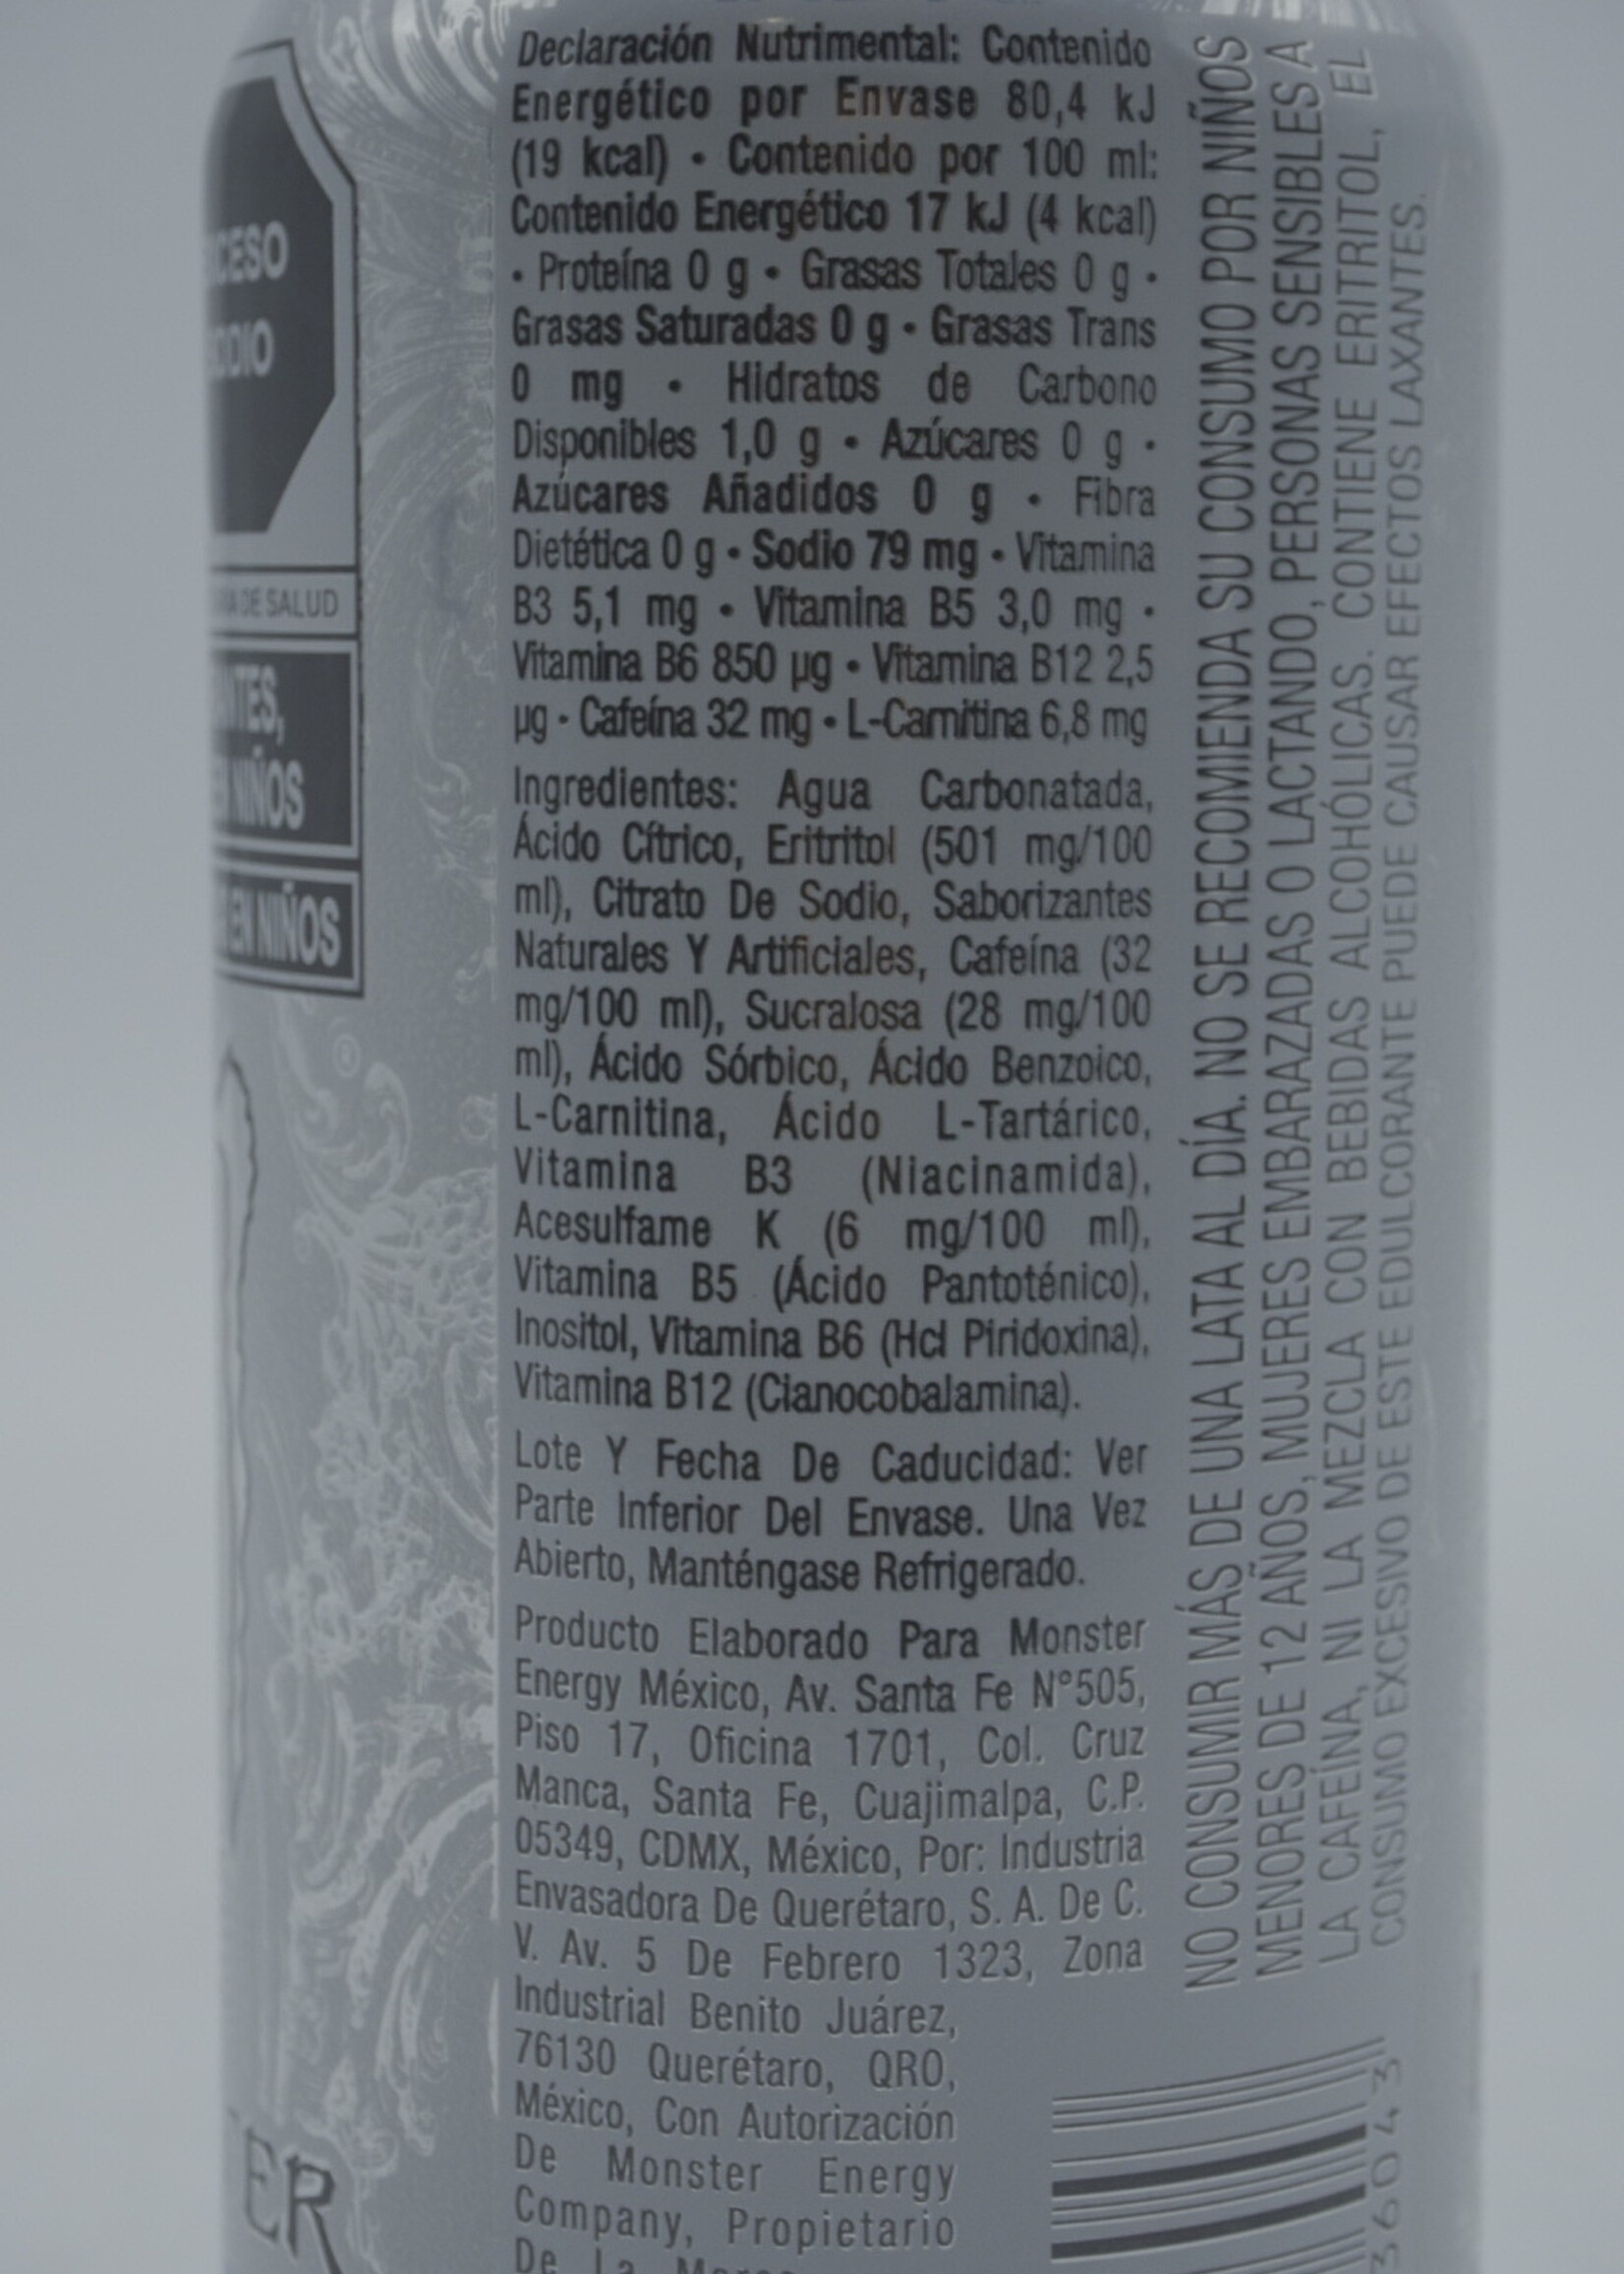 CESO
DIO
DE SALUD
NTES,
NIÑOS
EN NIÑOS
®
ER
Declaración Nutrimental: Contenido
Energético por Envase 80,4 kJ
(19 kcal) • Contenido por 100 ml:
Contenido Energético 17 kJ (4 kcal)
• Proteína 0 g • Grasas Totales 0 g •
Grasas Saturadas 0 g • Grasas Trans
0 mg • Hidratos de Carbono
Disponibles 1,0 g • Azúcares 0 g •
Azúcares Añadidos 0 g • Fibra
Dietética 0 g • Sodio 79 mg • Vitamina
B3 5,1 mg • Vitamina B5 3,0 mg •
Vitamina B6 850 µg • Vitamina B12 2,5
µg • Cafeína 32 mg • L-Carnitina 6,8 mg
Ingredientes: Agua Carbonatada,
Ácido Cítrico, Eritritol (501 mg/100
ml), Citrato De Sodio, Saborizantes
Naturales Y Artificiales, Cafeína (32
mg/100 ml), Sucralosa (28 mg/100
ml), Ácido Sórbico, Ácido Benzoico,
L-Carnitina, Ácido L-Tartárico,
Vitamina B3 (Niacinamida),
Acesulfame K (6 mg/100 ml),
Vitamina B5 (Ácido Pantoténico),
Inositol, Vitamina B6 (Hcl Piridoxina),
Vitamina B12 (Cianocobalamina).
Lote Y Fecha De Caducidad: Ver
Parte Inferior Del Envase. Una Vez
Abierto, Manténgase Refrigerado.
Producto Elaborado Para Monster
Energy México, Av. Santa Fe N°505,
Piso 17, Oficina 1701, Col. Cruz
Manca, Santa Fe, Cuajimalpa, C.P.
05349, CDMX, México, Por: Industria
Envasadora De Querétaro, S. A. De C.
V. Av. 5 De Febrero 1323, Zona
Industrial Benito Juárez,
76130 Querétaro, QRO,
México, Con Autorización
De Monster Energy
Company, Propietario
De La
NO CONSUMIR MÁS DE UNA LATA AL DÍA. NO SE RECOMIENDA SU CONSUMO POR NIÑOS
MENORES DE 12 AÑOS, MUJERES EMBARAZADAS O LACTANDO, PERSONAS SENSIBLES A
LA CAFEÍNA, NI LA MEZCLA CON BEBIDAS ALCOHÓLICAS. CONTIENE ERITRITOL, EL
CONSUMO EXCESIVO DE ESTE EDULCORANTE PUEDE CAUSAR EFECTOS LAXANTES.
36043